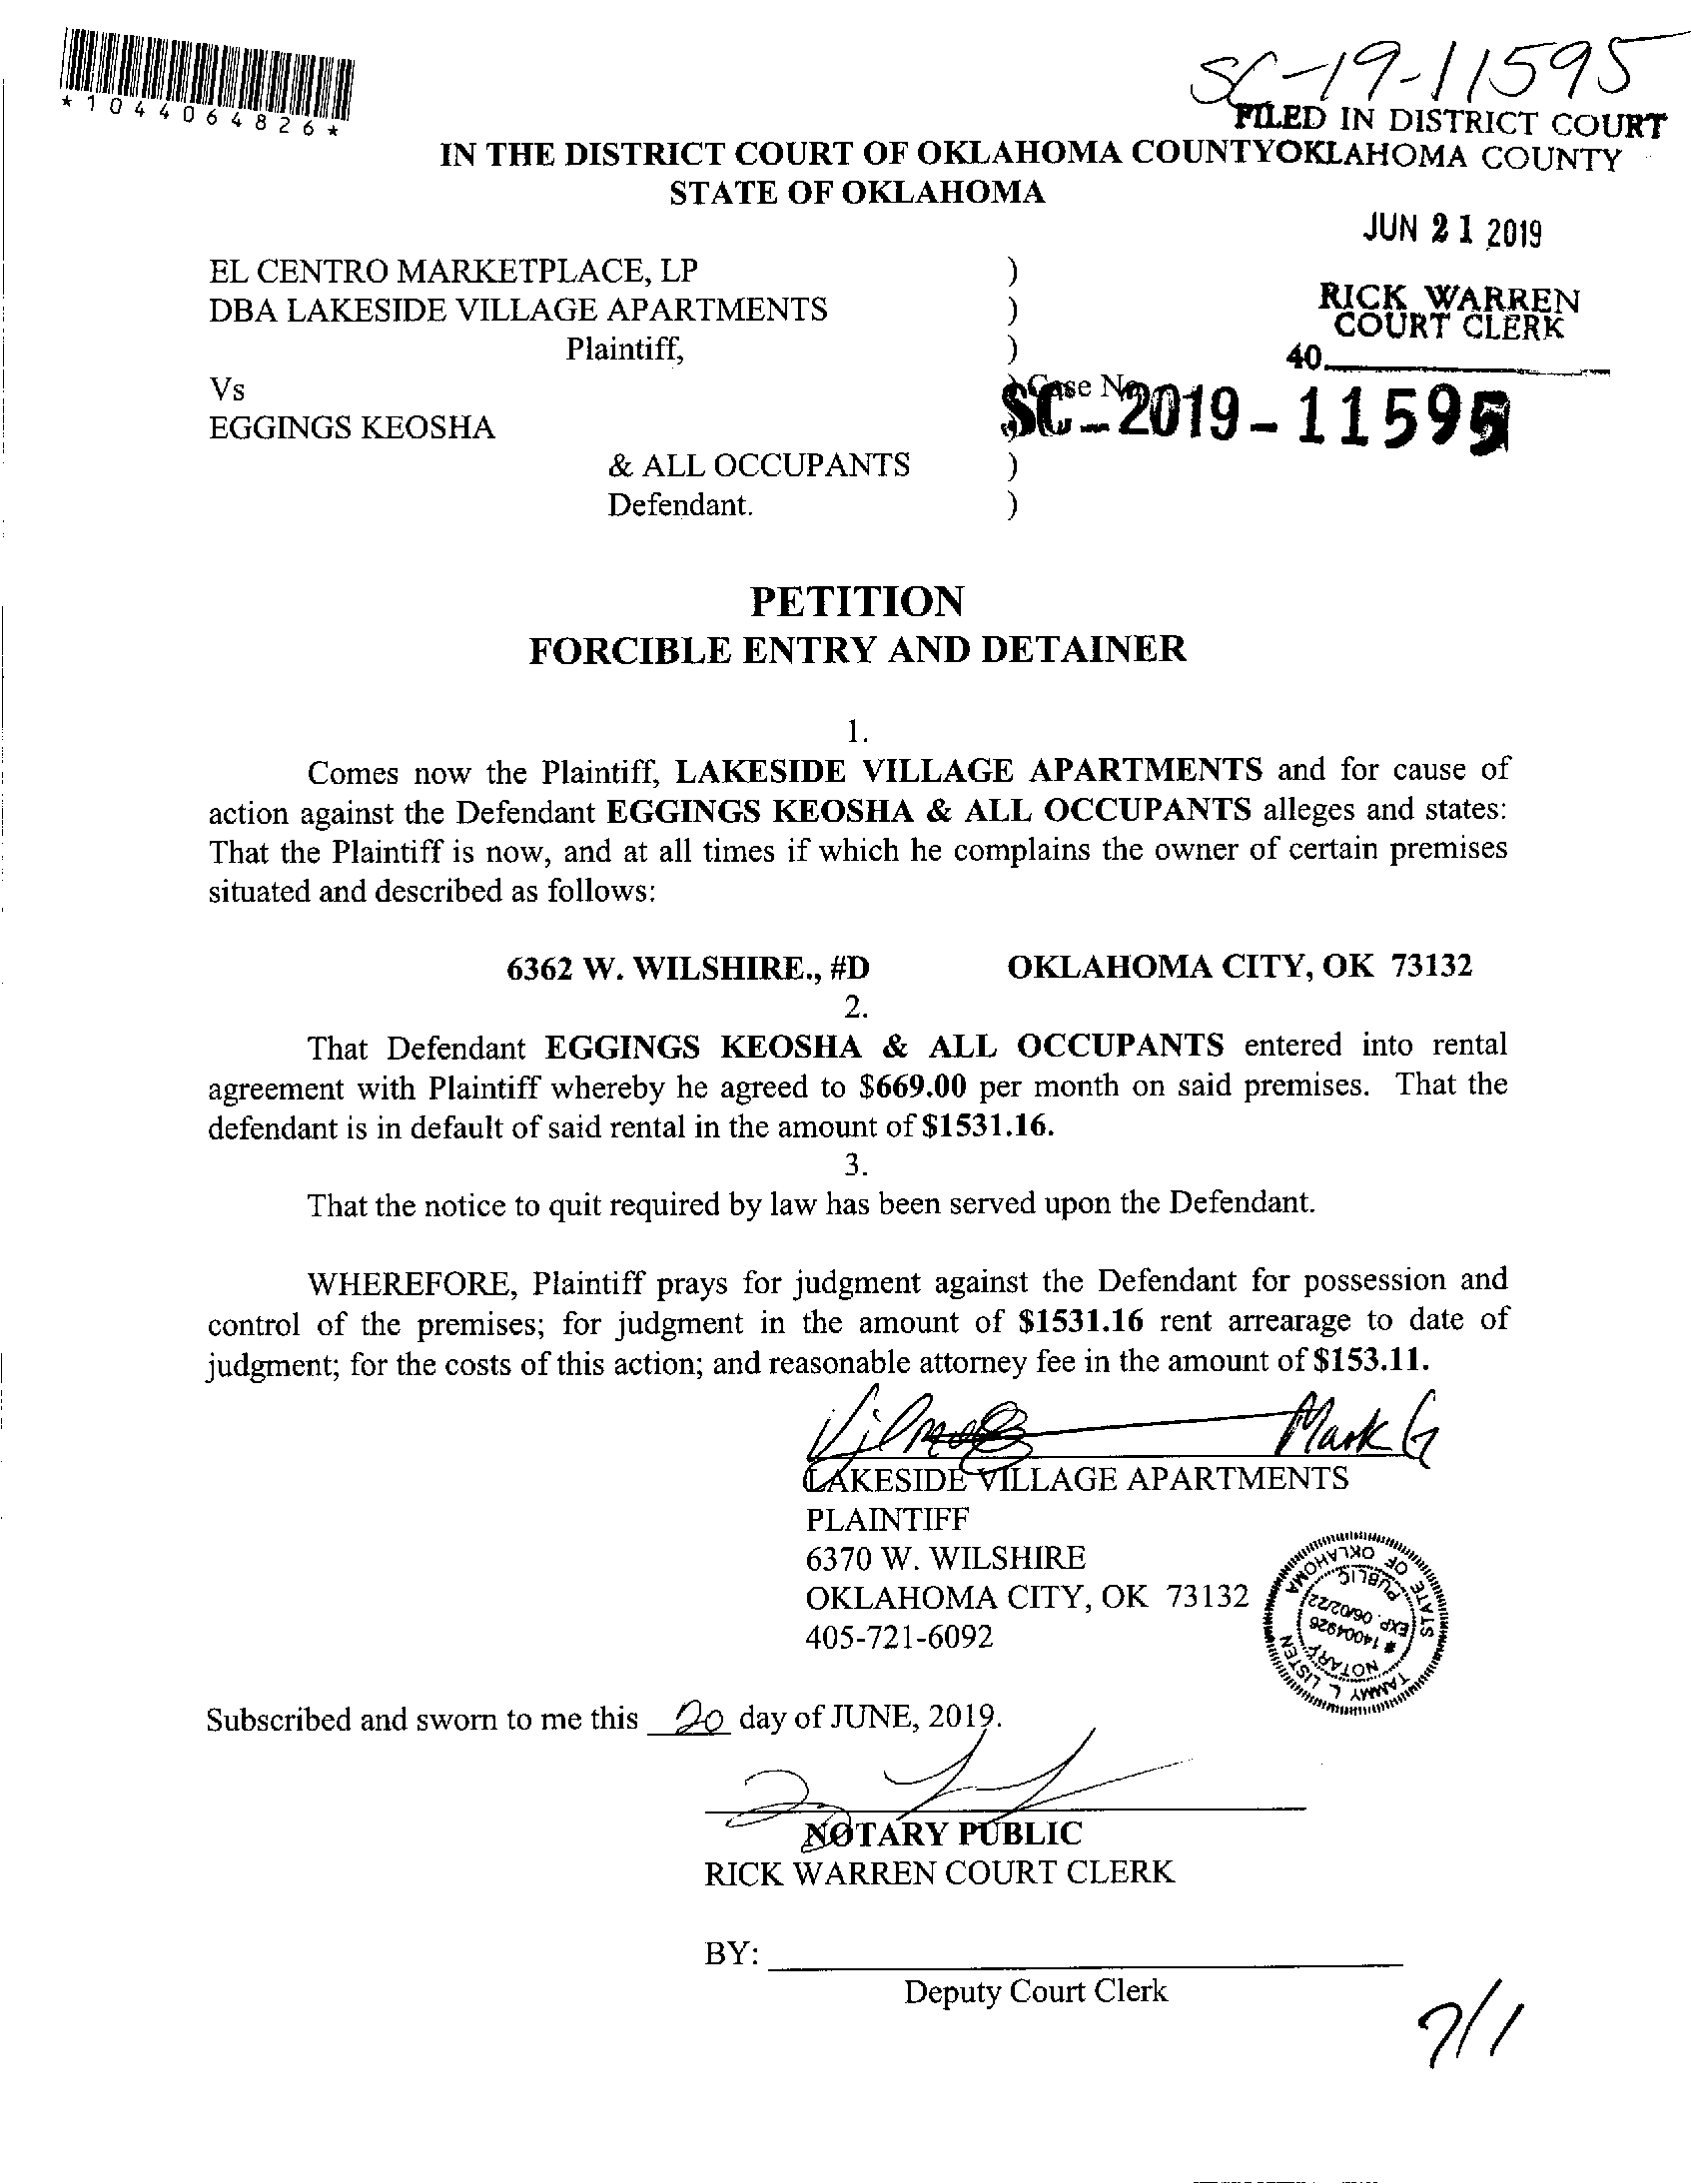 SC-19-11595
*1044064826*
FILED IN DISTRICT COURT
OKLAHOMA COUNTY
IN THE DISTRICT COURT OF OKLAHOMA COUNTY
STATE OF OKLAHOMA
JUN 21 2019
EL CENTRO MARKETPLACE, LP )
DBA LAKESIDE VILLAGE APARTMENTS )
RICK WARREN
COURT CLERK
Plaintiff, )
40
Vs ) Case No
SC-2019-11595
EGGINGS KEOSHA )
& ALL OCCUPANTS )
Defendant. )
PETITION
FORCIBLE ENTRY AND DETAINER
1.
Comes now the Plaintiff, LAKESIDE VILLAGE APARTMENTS and for cause of
action against the Defendant EGGINGS KEOSHA & ALL OCCUPANTS alleges and states:
That the Plaintiff is now, and at all times if which he complains the owner of certain premises
situated and described as follows:
6362 W. WILSHIRE., #D OKLAHOMA CITY, OK 73132
2.
That Defendant EGGINGS KEOSHA & ALL OCCUPANTS entered into rental
agreement with Plaintiff whereby he agreed to $669.00 per month on said premises. That the
defendant is in default of said rental in the amount of $1531.16.
3.
That the notice to quit required by law has been served upon the Defendant.
WHEREFORE, Plaintiff prays for judgment against the Defendant for possession and
control of the premises; for judgment in the amount of $1531.16 rent arrearage to date of
judgment; for the costs of this action; and reasonable attorney fee in the amount of $153.11.
Mark G
LAKESIDE VILLAGE APARTMENTS
PLAINTIFF
6370 W. WILSHIRE
OKLAHOMA CITY, OK 73132
405-721-6092
TAMMY L. LISTEN
STATE OF OKLAHOMA
NOTARY
# 14004926
EXP. 06/02/22
PUBLIC
Subscribed and sworn to me this 20 day of JUNE, 2019.
NOTARY PUBLIC
RICK WARREN COURT CLERK
BY:
Deputy Court Clerk
7/1